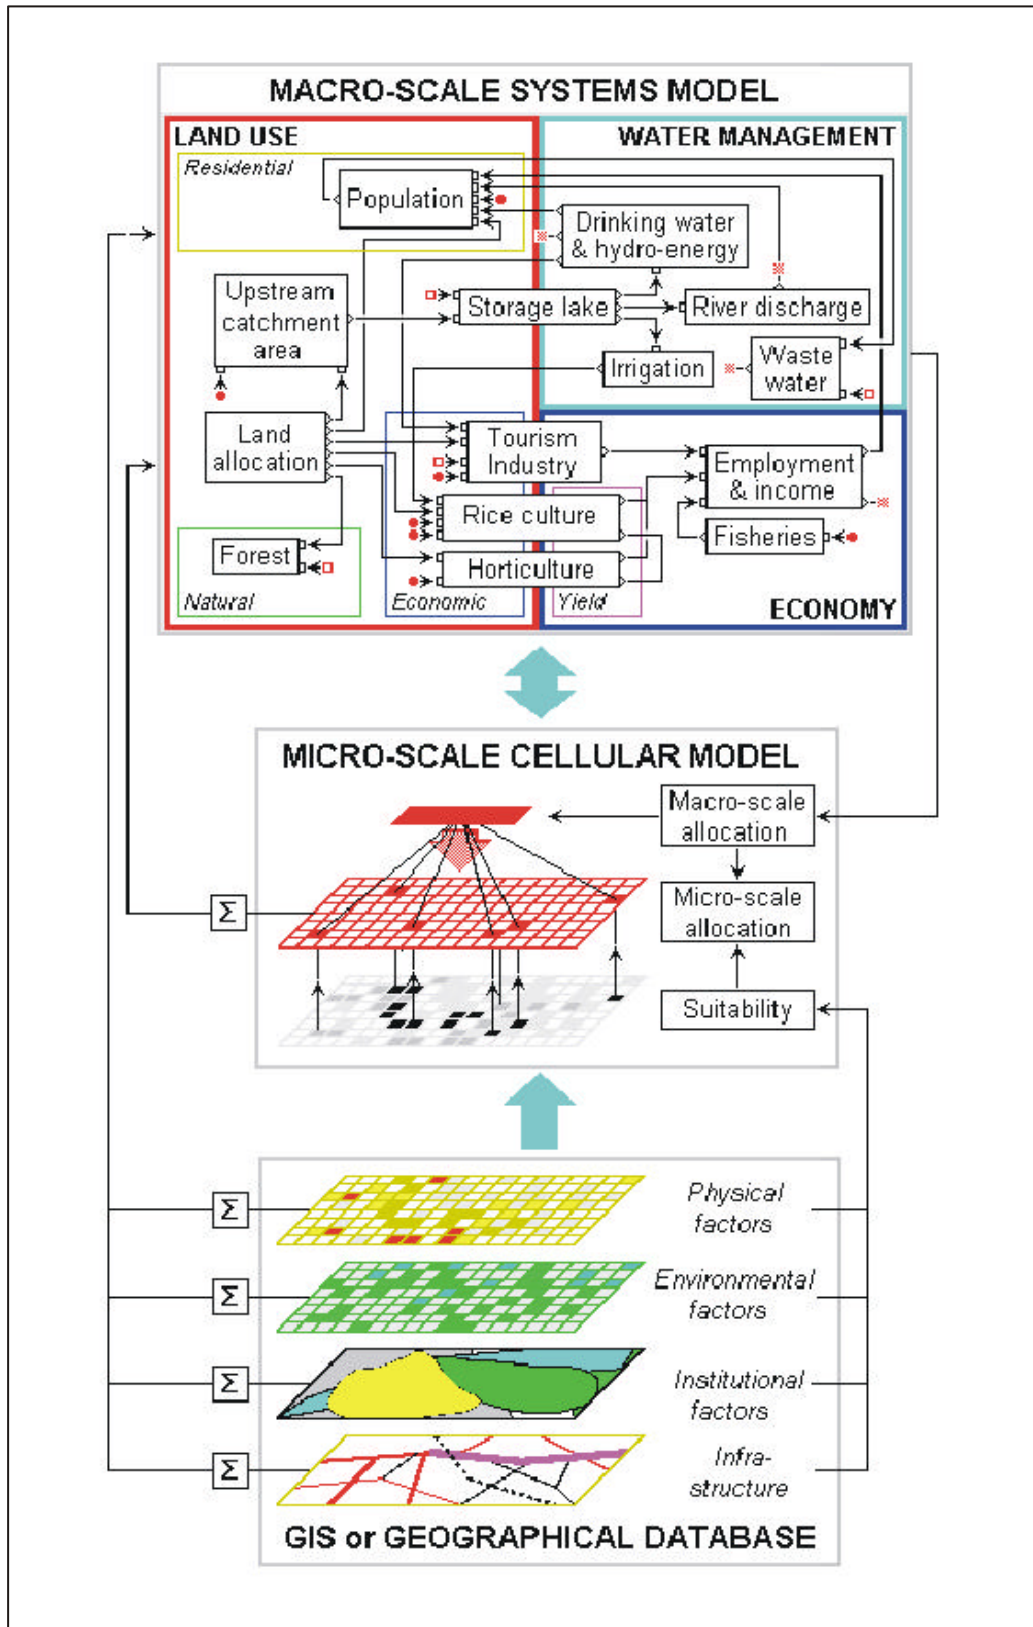 MACRO-SCALE SYSTEMS MODEL
LAND USE
WATER MANAGEMENT
Residential
Population
Drinking water
& hydro-energy
Upstream
catchment
area
Storage lake
River discharge
Irrigation
Waste
water
Land
allocation
Tourism
Industry
Employment
& income
Rice culture
Fisheries
Forest
Horticulture
Natural
Economic
Yield
ECONOMY
MICRO-SCALE CELLULAR MODEL
Macro-scale
allocation
Σ
Micro-scale
allocation
Suitability
Σ
Physical
factors
Σ
Environmental
factors
Σ
Institutional
factors
Σ
Infra-
structure
GIS or GEOGRAPHICAL DATABASE